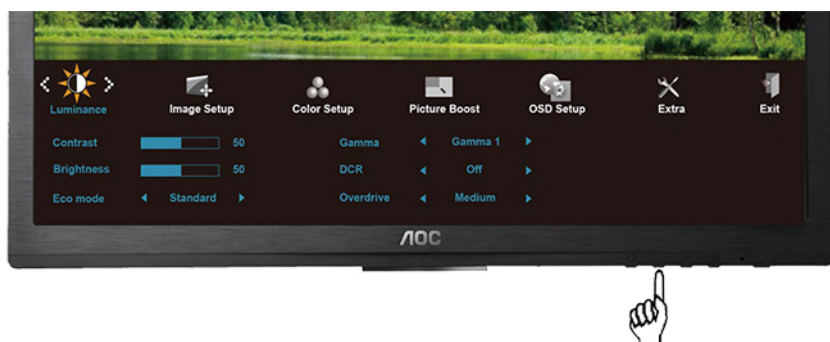 Luminance Image Setup Color Setup Picture Boost OSD Setup Extra Exit
Contrast 50 Gamma Gamma 1
Brightness 50 DCR Off
Eco mode Standard Overdrive Medium
AOC